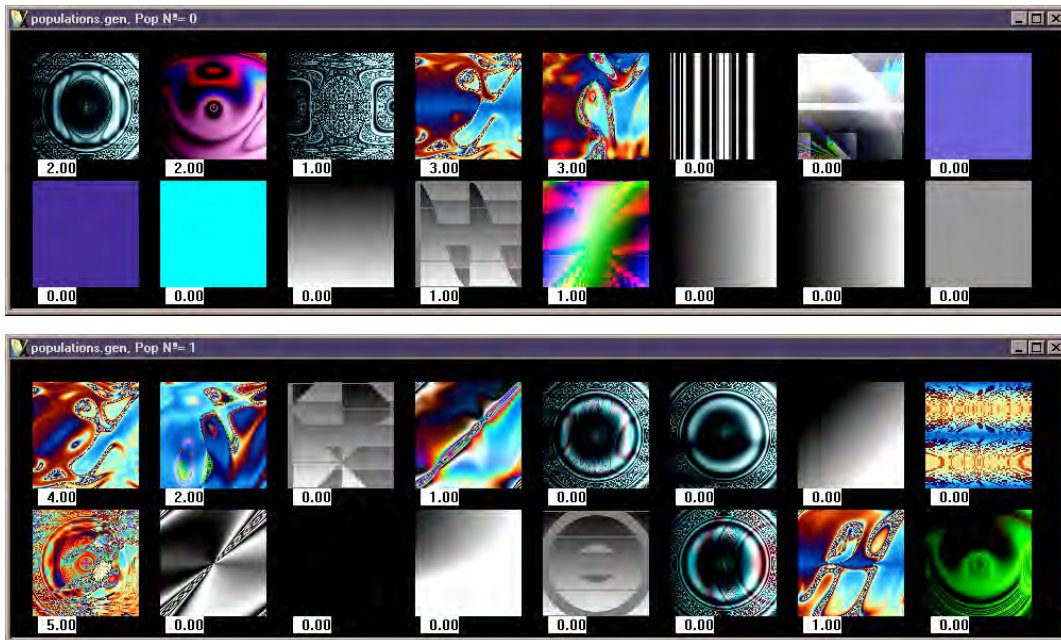 populations.gen, Pop Nº= 0
2.00 2.00 1.00 3.00 3.00 0.00 0.00 0.00
0.00 0.00 0.00 1.00 1.00 0.00 0.00 0.00
populations.gen, Pop Nº= 1
4.00 2.00 0.00 1.00 0.00 0.00 0.00 0.00
5.00 0.00 0.00 0.00 0.00 0.00 1.00 0.00